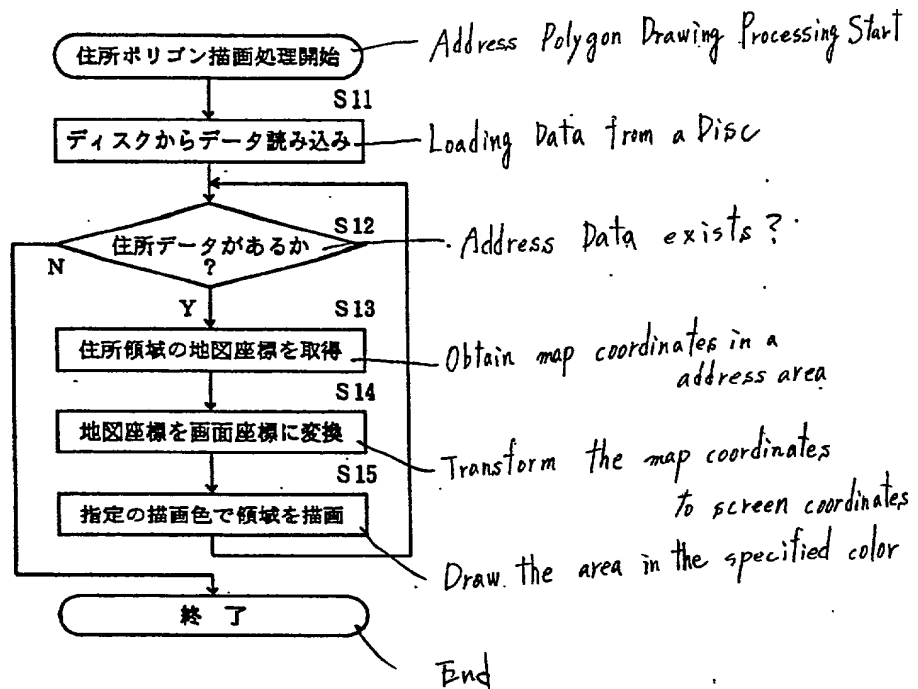 住所ポリゴン描画処理開始
Address Polygon Drawing Processing Start
S11
ディスクからデータ読み込み
Loading Data from a Disc
S12
住所データがあるか
?
Address Data exists?
N
Y
S13
住所領域の地図座標を取得
Obtain map coordinates in a
address area
S14
地図座標を画面座標に変換
Transform the map coordinates
to screen coordinates
S15
指定の描画色で領域を描画
Draw the area in the specified color
終了
End